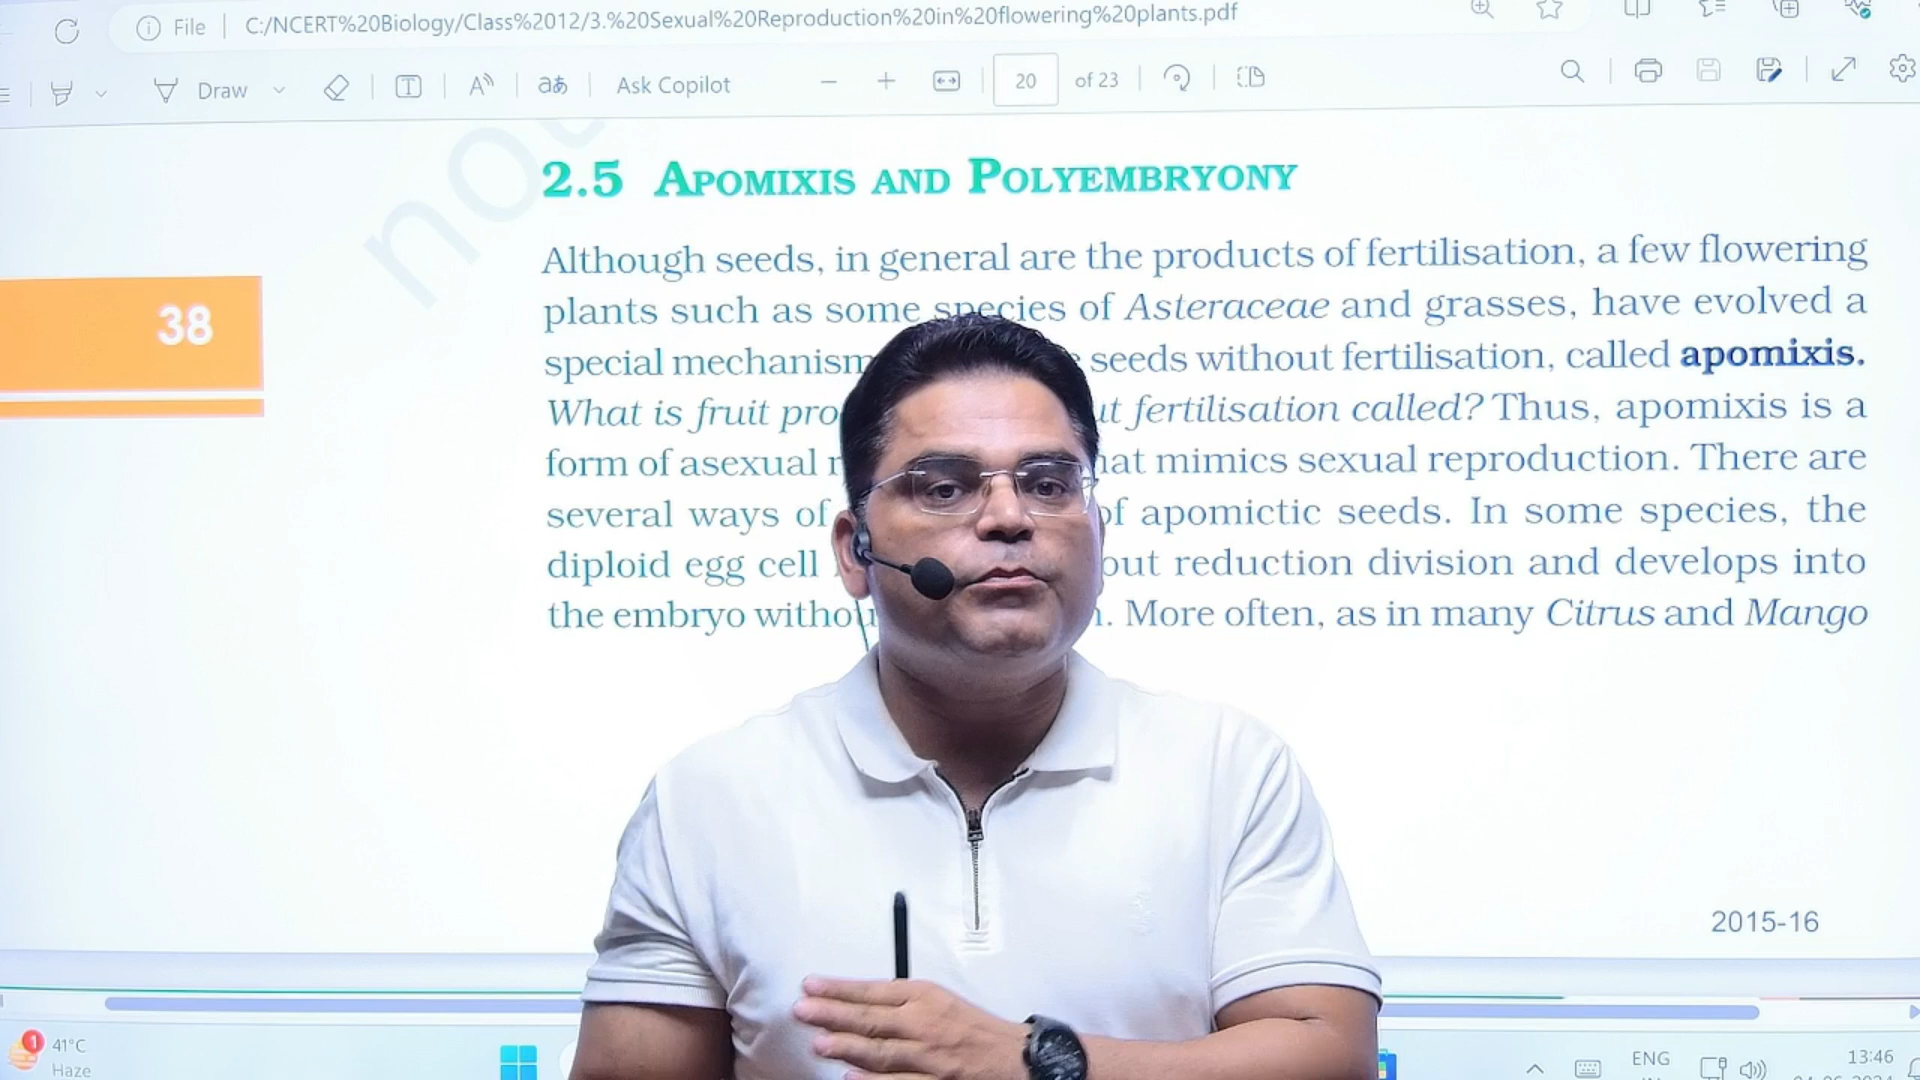 File C:/NCERT%20Biology/Class%2012/3.%20Sexual%20Reproduction%20in%20flowering%20plants.pdf
Draw Ask Copilot 20 of 23
2.5 APOMIXIS AND POLYEMBRYONY
Although seeds, in general are the products of fertilisation, a few flowering
38
plants such as some species of Asteraceae and grasses, have evolved a
special mechanism seeds without fertilisation, called apomixis.
What is fruit fertilisation called? Thus, apomixis is a
form of asexual mimics sexual reproduction. There are
several ways of of apomictic seeds. In some species, the
diploid egg cell reduction division and develops into
the embryo More often, as in many Citrus and Mango
2015-16
1
41°C
Haze
ENG
13:46